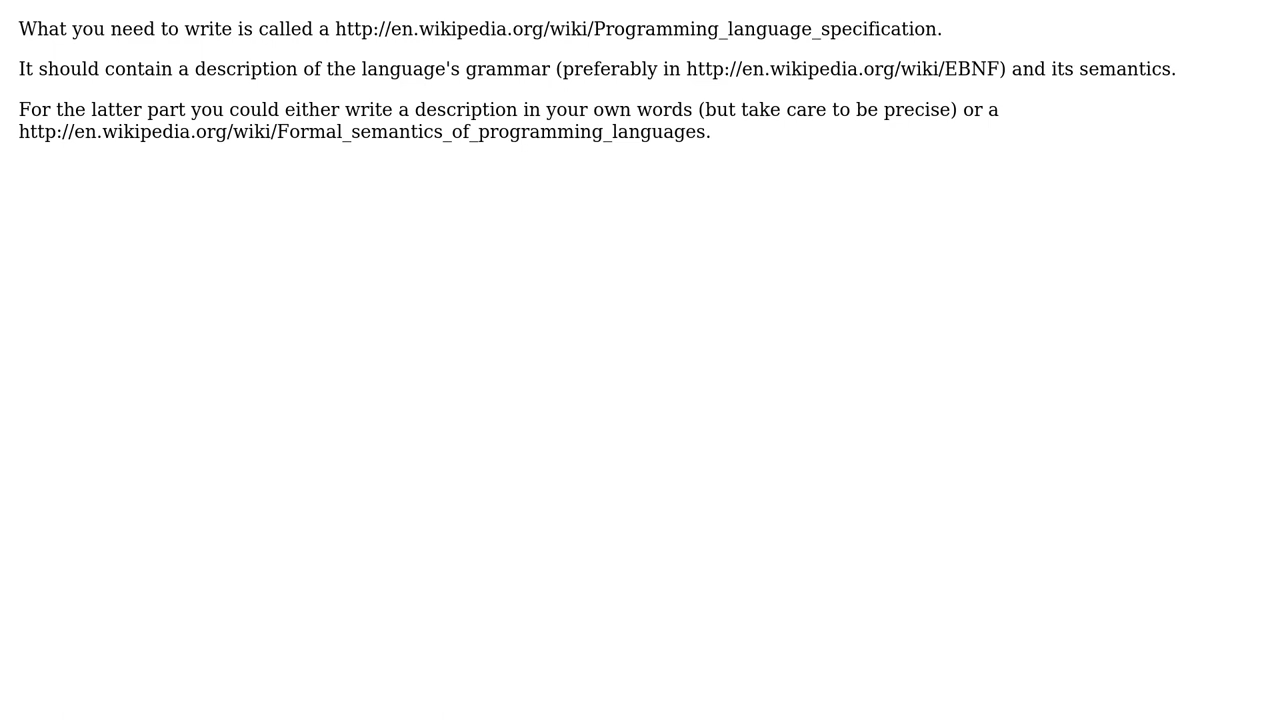 What you need to write is called a http://en.wikipedia.org/wiki/Programming_language_specification.
It should contain a description of the language's grammar (preferably in http://en.wikipedia.org/wiki/EBNF) and its semantics.
For the latter part you could either write a description in your own words (but take care to be precise) or a
http://en.wikipedia.org/wiki/Formal_semantics_of_programming_languages.